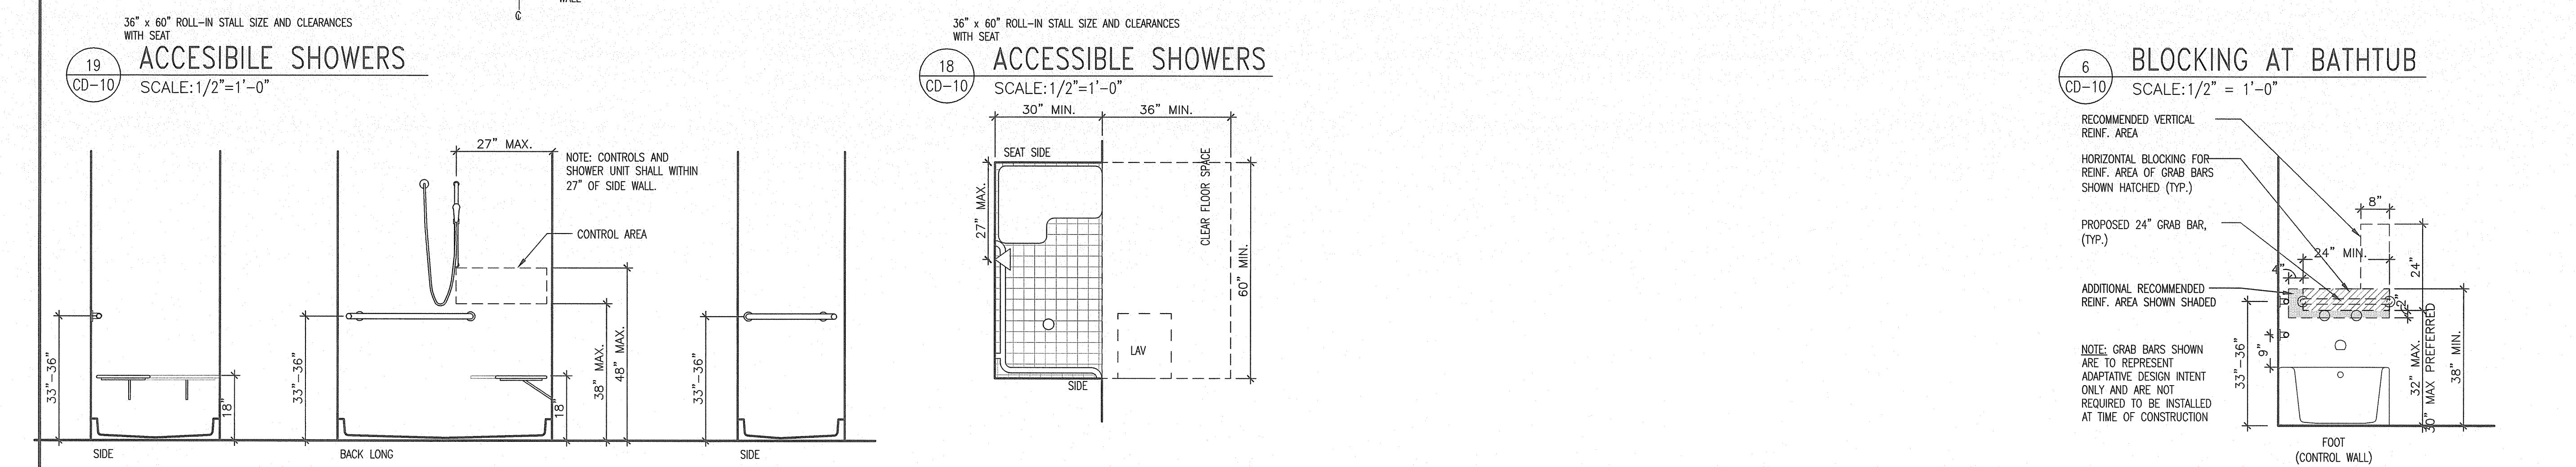 36" x 60" ROLL-IN STALL SIZE AND CLEARANCES
WITH SEAT
19
CD-10
ACCESIBILE SHOWERS
SCALE:1/2"=1'-0"
27" MAX.
NOTE: CONTROLS AND
SHOWER UNIT SHALL WITHIN
27" OF SIDE WALL.
CONTROL AREA
33"-36"
18"
33"-36"
18"
38" MAX.
48" MAX.
33"-36"
SIDE
BACK LONG
SIDE
36" x 60" ROLL-IN STALL SIZE AND CLEARANCES
WITH SEAT
18
CD-10
ACCESSIBLE SHOWERS
SCALE:1/2"=1'-0"
30" MIN.
36" MIN.
SEAT SIDE
27" MAX.
CLEAR FLOOR SPACE
60" MIN.
LAV
SIDE
6
CD-10
BLOCKING AT BATHTUB
SCALE:1/2" = 1'-0"
RECOMMENDED VERTICAL
REINF. AREA
HORIZONTAL BLOCKING FOR
REINF. AREA OF GRAB BARS
SHOWN HATCHED (TYP.)
PROPOSED 24" GRAB BAR,
(TYP.)
ADDITIONAL RECOMMENDED
REINF. AREA SHOWN SHADED
NOTE: GRAB BARS SHOWN
ARE TO REPRESENT
ADAPTATIVE DESIGN INTENT
ONLY AND ARE NOT
REQUIRED TO BE INSTALLED
AT TIME OF CONSTRUCTION
8"
24" MIN.
4"
24"
2"
33"-36"
9"
32" MAX.
30" MAX PREFERRED
38" MIN.
FOOT
(CONTROL WALL)